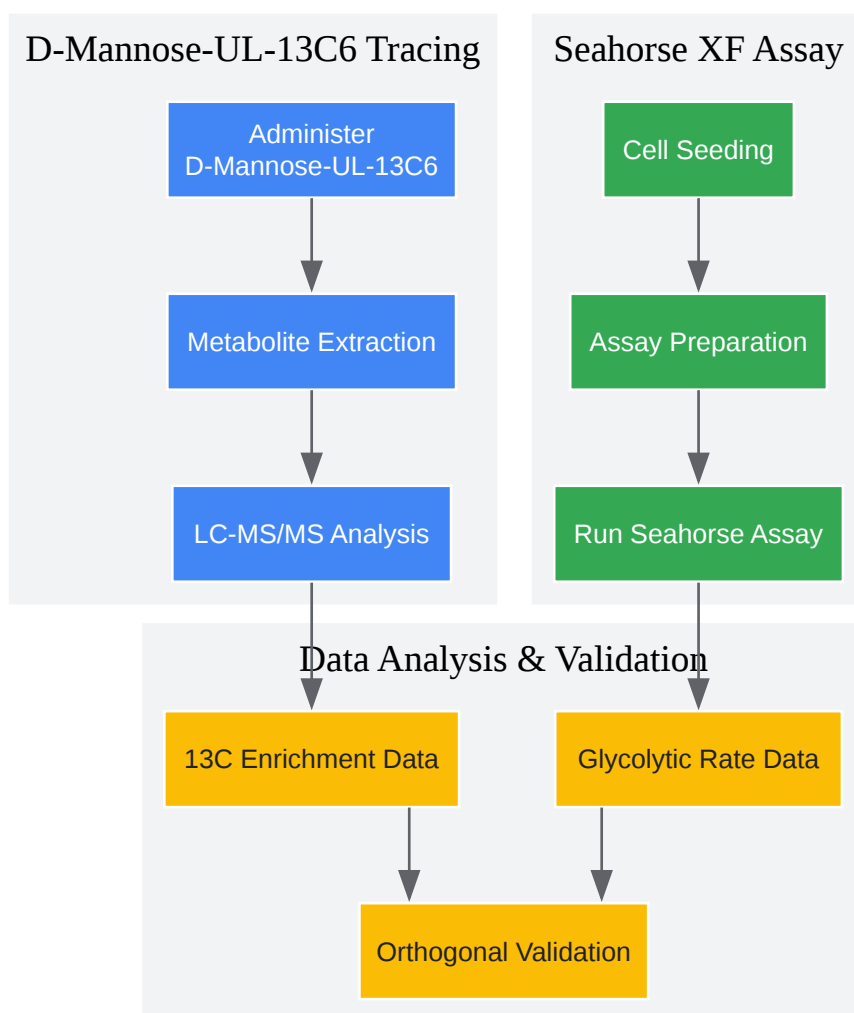 D-Mannose-UL-13C6 Tracing
Administer
D-Mannose-UL-13C6
Metabolite Extraction
LC-MS/MS Analysis
Seahorse XF Assay
Cell Seeding
Assay Preparation
Run Seahorse Assay
Data Analysis & Validation
13C Enrichment Data
Glycolytic Rate Data
Orthogonal Validation